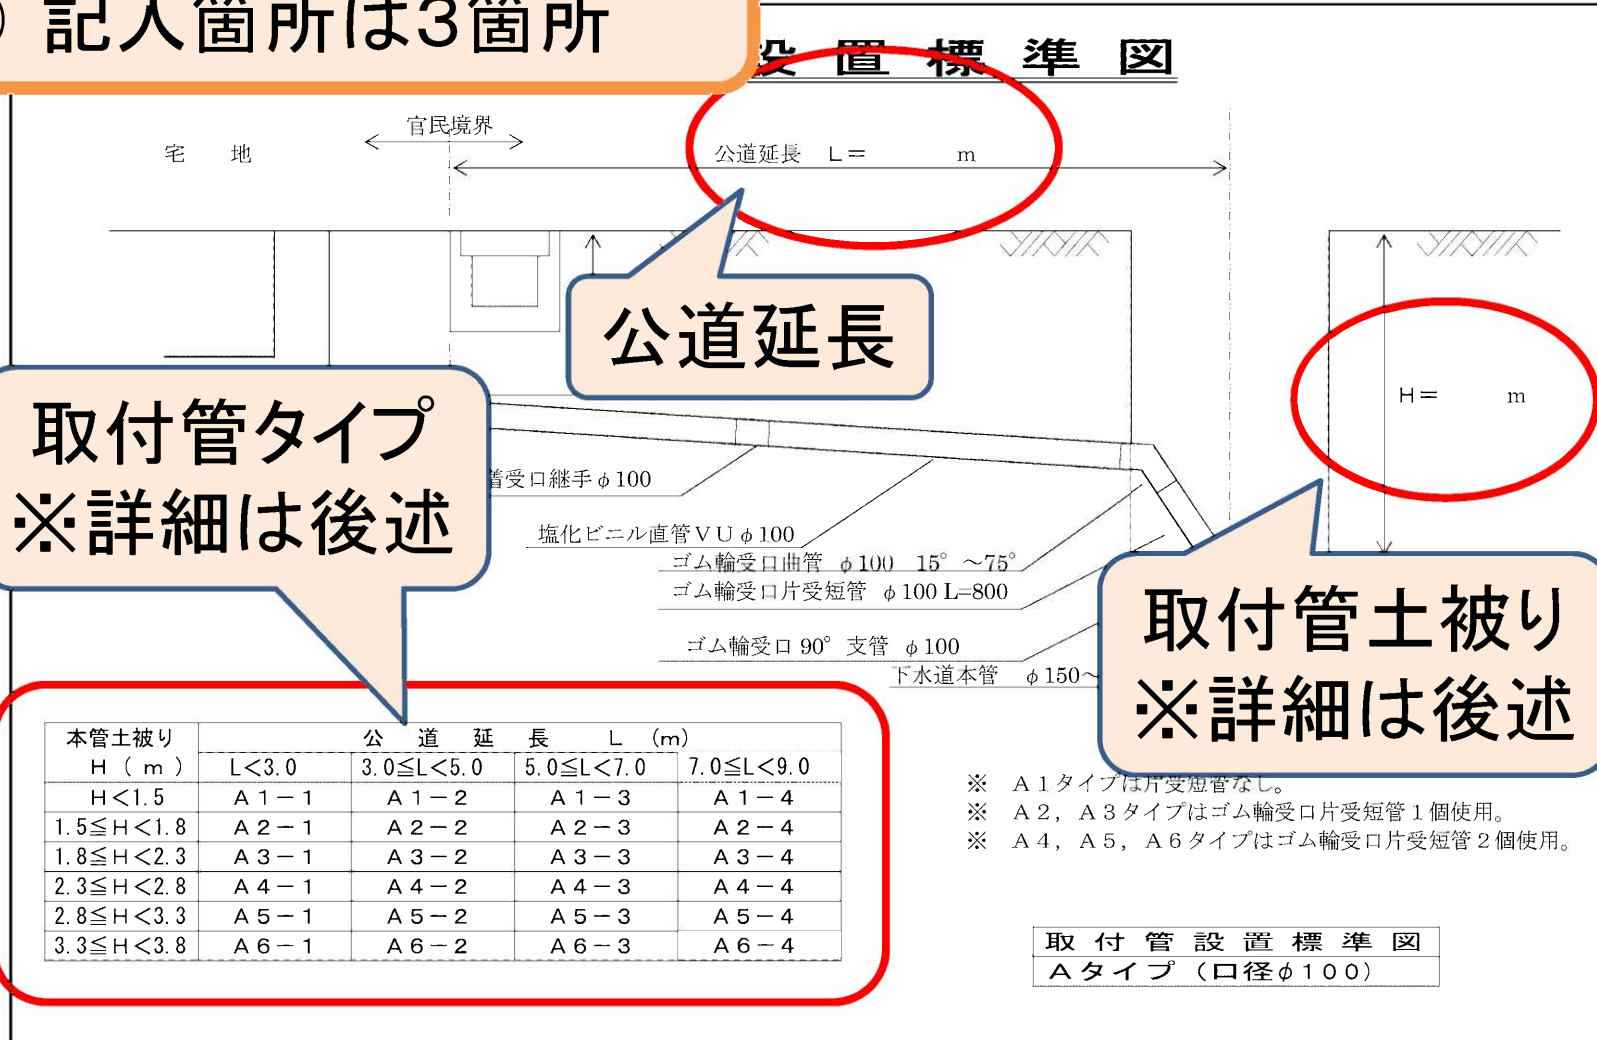 記入箇所は3箇所
設置標準図
官民境界
宅　地
公道延長　L＝　　m
公道延長
H＝　　m
取付管タイプ
※詳細は後述
着受口継手φ100
塩化ビニル直管VUφ100
ゴム輪受口曲管　φ100　15°～75°
ゴム輪受口片受短管　φ100 L=800
ゴム輪受口 90°支管　φ100
下水道本管　φ150～
取付管土被り
※詳細は後述
本管土被り　公　道　延　長　L　(m)
H（m）　L<3.0　3.0≦L<5.0　5.0≦L<7.0　7.0≦L<9.0
H<1.5　A1－1　A1－2　A1－3　A1－4
1.5≦H<1.8　A2－1　A2－2　A2－3　A2－4
1.8≦H<2.3　A3－1　A3－2　A3－3　A3－4
2.3≦H<2.8　A4－1　A4－2　A4－3　A4－4
2.8≦H<3.3　A5－1　A5－2　A5－3　A5－4
3.3≦H<3.8　A6－1　A6－2　A6－3　A6－4
※　A1タイプは片受短管なし。
※　A2，A3タイプはゴム輪受口片受短管1個使用。
※　A4，A5，A6タイプはゴム輪受口片受短管2個使用。
取付管設置標準図
Aタイプ（口径φ100）